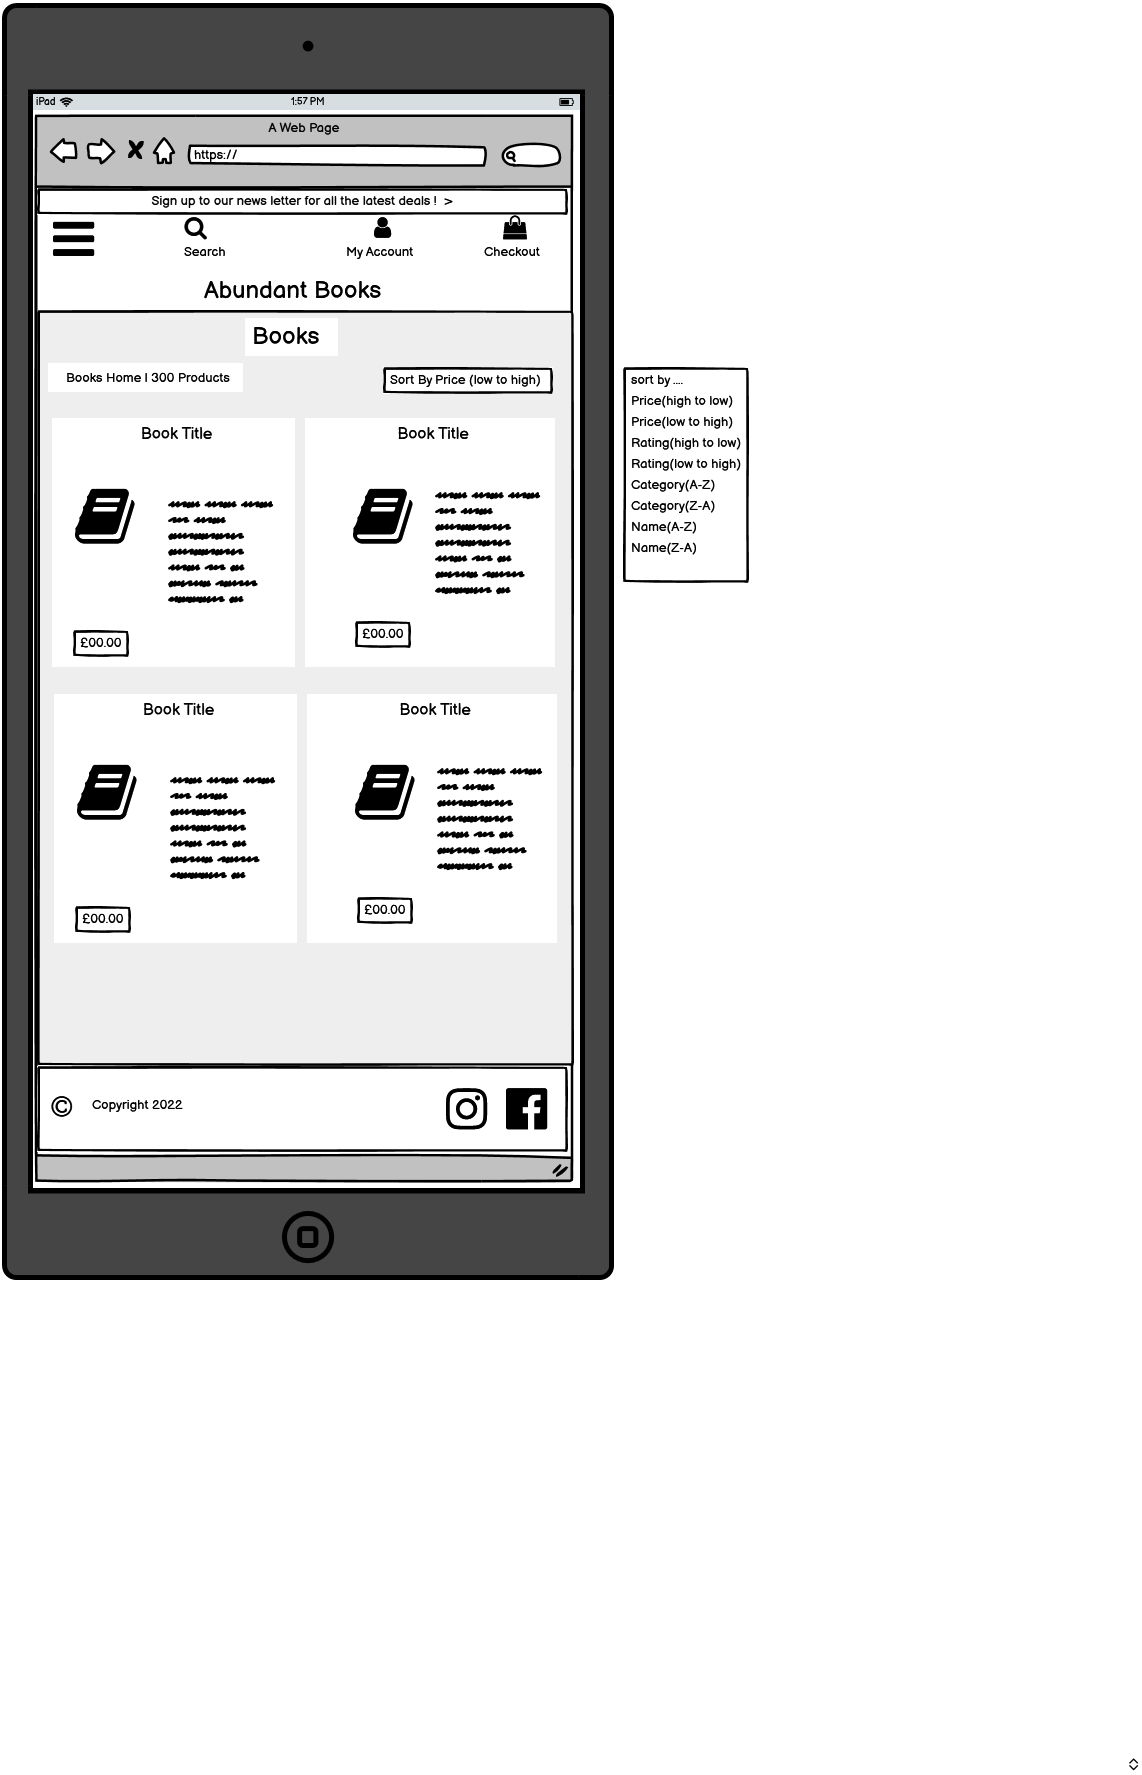 iPad
1:57 PM
A Web Page
https://
Sign up to our news letter for all the latest deals !  >
Search
My Account
Checkout
Abundant Books
Books
Books Home I 300 Products
Sort By Price (low to high)
sort by ....
Price(high to low)
Price(low to high)
Rating(high to low)
Rating(low to high)
Category(A-Z)
Category(Z-A)
Name(A-Z)
Name(Z-A)
Book Title
£00.00
Book Title
£00.00
Book Title
£00.00
Book Title
£00.00
© Copyright 2022